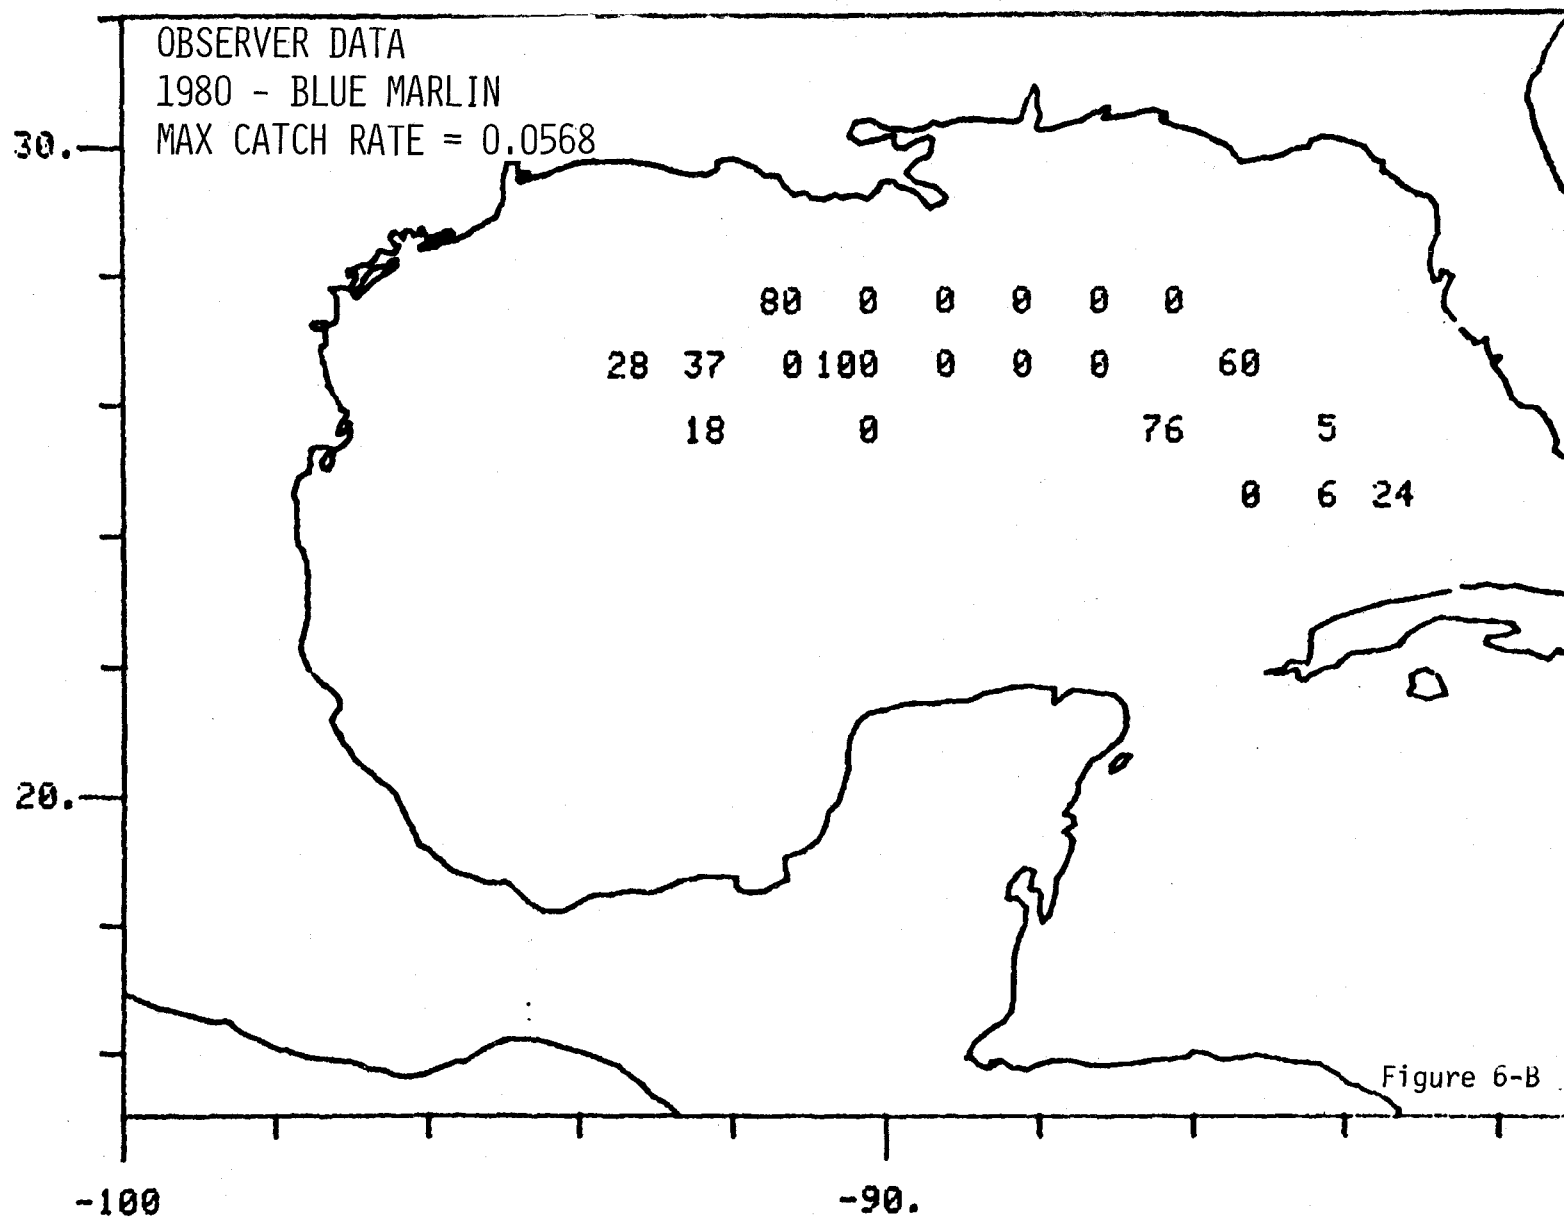 OBSERVER DATA
1980 - BLUE MARLIN
MAX CATCH RATE = 0.0568
30.
80 0 0 0 0 0
28 37 0 100 0 0 0 60
18 0 76 5
0 6 24
20.
Figure 6-B
-100 -90.